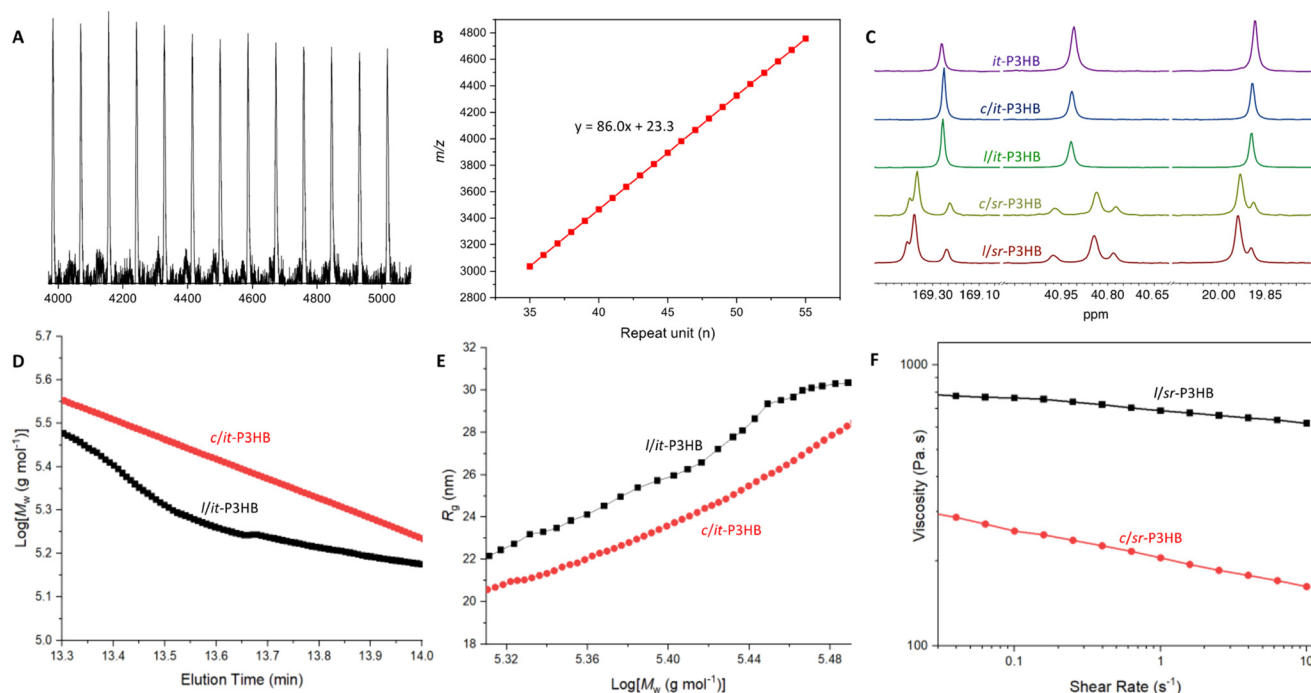 A
4000 4200 4400 4600 4800 5000
B
4800
4600
4400
4200
4000
3800
3600
3400
3200
3000
2800
m/z
y = 86.0x + 23.3
35 40 45 50 55
Repeat unit (n)
C
it-P3HB
c/it-P3HB
l/it-P3HB
c/sr-P3HB
l/sr-P3HB
169.30 169.10 40.95 40.80 40.65 20.00 19.85
ppm
D
5.7
5.6
5.5
5.4
5.3
5.2
5.1
5.0
Log[Mw (g mol-1)]
c/it-P3HB
l/it-P3HB
13.3 13.4 13.5 13.6 13.7 13.8 13.9 14.0
Elution Time (min)
E
32
30
28
26
24
22
20
18
Rg (nm)
l/it-P3HB
c/it-P3HB
5.32 5.36 5.40 5.44 5.48
Log[Mw (g mol-1)]
F
1000
100
Viscosity (Pa. s)
l/sr-P3HB
c/sr-P3HB
0.1 1 10
Shear Rate (s-1)